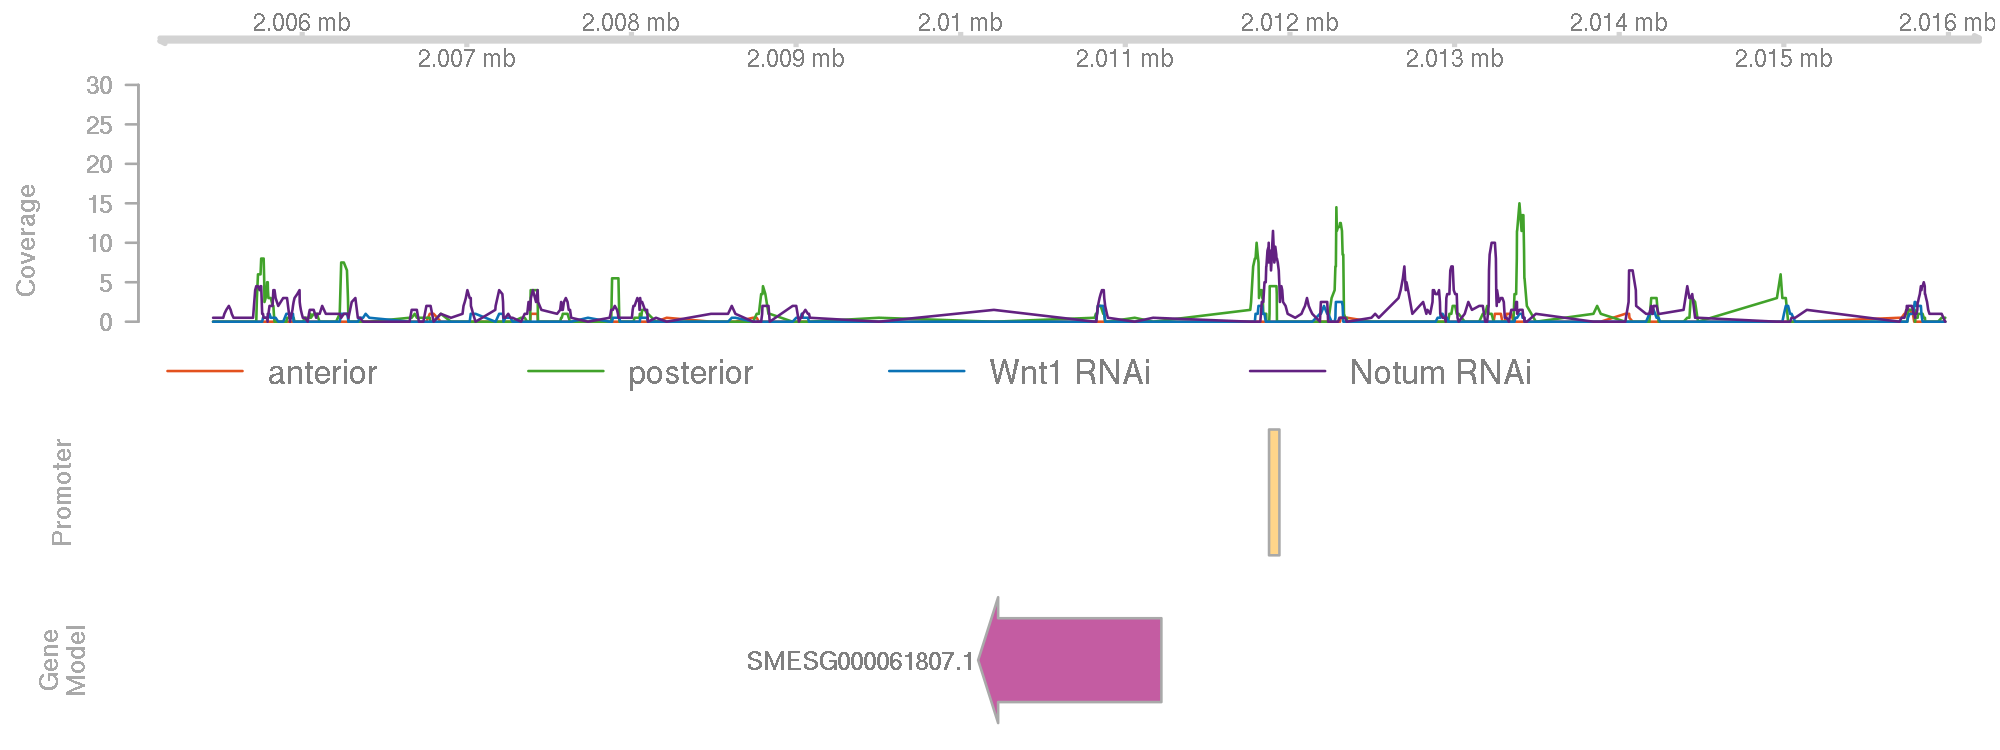 2.006 mb 2.008 mb 2.01 mb 2.012 mb 2.014 mb 2.016 mb
2.007 mb 2.009 mb 2.011 mb 2.013 mb 2.015 mb
30
25
20
15
10
5
0
Coverage
anterior posterior Wnt1 RNAi Notum RNAi
Promoter
Gene
Model
SMESG000061807.1